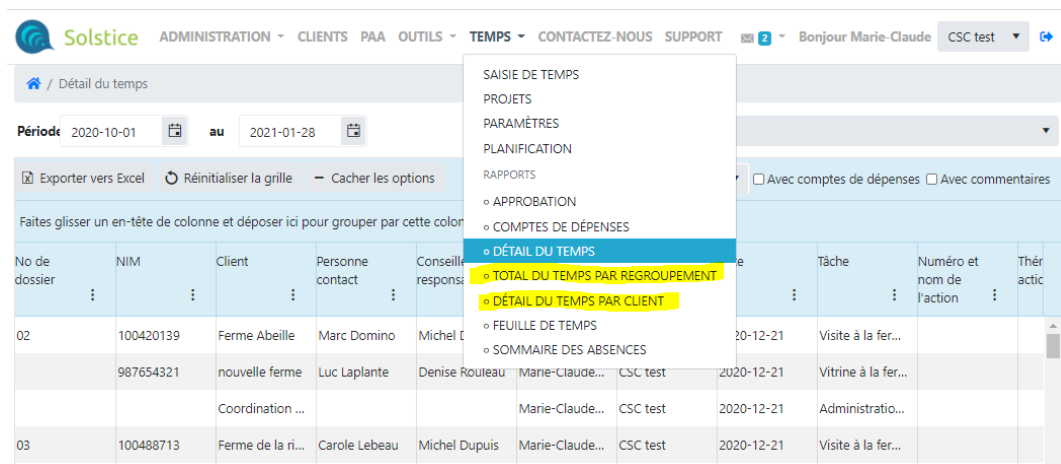 Solstice ADMINISTRATION CLIENTS PAA OUTILS TEMPS CONTACTEZ-NOUS SUPPORT 2 Bonjour Marie-Claude CSC test
/ Détail du temps
Période 2020-10-01 au 2021-01-28
SAISIE DE TEMPS
PROJETS
PARAMÈTRES
PLANIFICATION
RAPPORTS
APPROBATION
COMPTES DE DÉPENSES
DÉTAIL DU TEMPS
TOTAL DU TEMPS PAR REGROUPEMENT
DÉTAIL DU TEMPS PAR CLIENT
FEUILLE DE TEMPS
SOMMAIRE DES ABSENCES
Exporter vers Excel Réinitialiser la grille Cacher les options Avec comptes de dépenses Avec commentaires
Faites glisser un en-tête de colonne et déposer ici pour grouper par cette
No de dossier NIM Client Personne contact Tâche Numéro et nom de l'action
02 100420139 Ferme Abeille Marc Domino Michel 20-12-21 Visite à la fer...
987654321 nouvelle ferme Luc Laplante Denise Rouleau Marie-Claude... CSC test 2020-12-21 Vitrine à la fer...
Coordination ... Marie-Claude... CSC test 2020-12-21 Administratio...
03 100488713 Ferme de la ri... Carole Lebeau Michel Dupuis Marie-Claude... CSC test 2020-12-21 Visite à la fer...